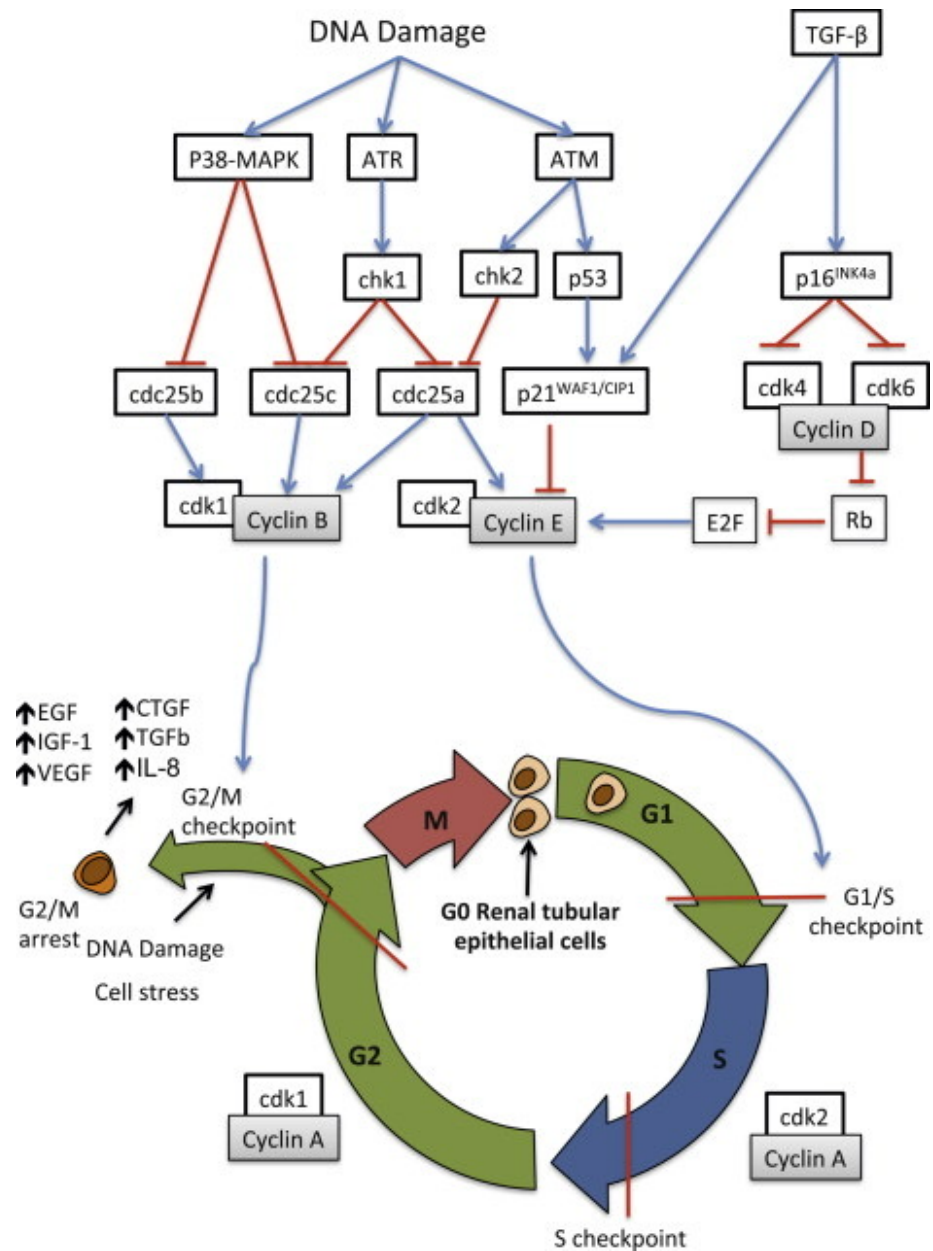 DNA Damage
TGF-β
P38-MAPK
ATR
ATM
chk1
chk2
p53
p16INK4a
cdc25b
cdc25c
cdc25a
p21WAF1/CIP1
cdk4
cdk6
Cyclin D
cdk1
Cyclin B
cdk2
Cyclin E
E2F
Rb
EGF
IGF-1
VEGF
CTGF
TGFb
IL-8
G2/M
checkpoint
M
G1
G0 Renal tubular
epithelial cells
G1/S
checkpoint
G2/M
arrest
DNA Damage
Cell stress
G2
S
cdk1
Cyclin A
cdk2
Cyclin A
S checkpoint